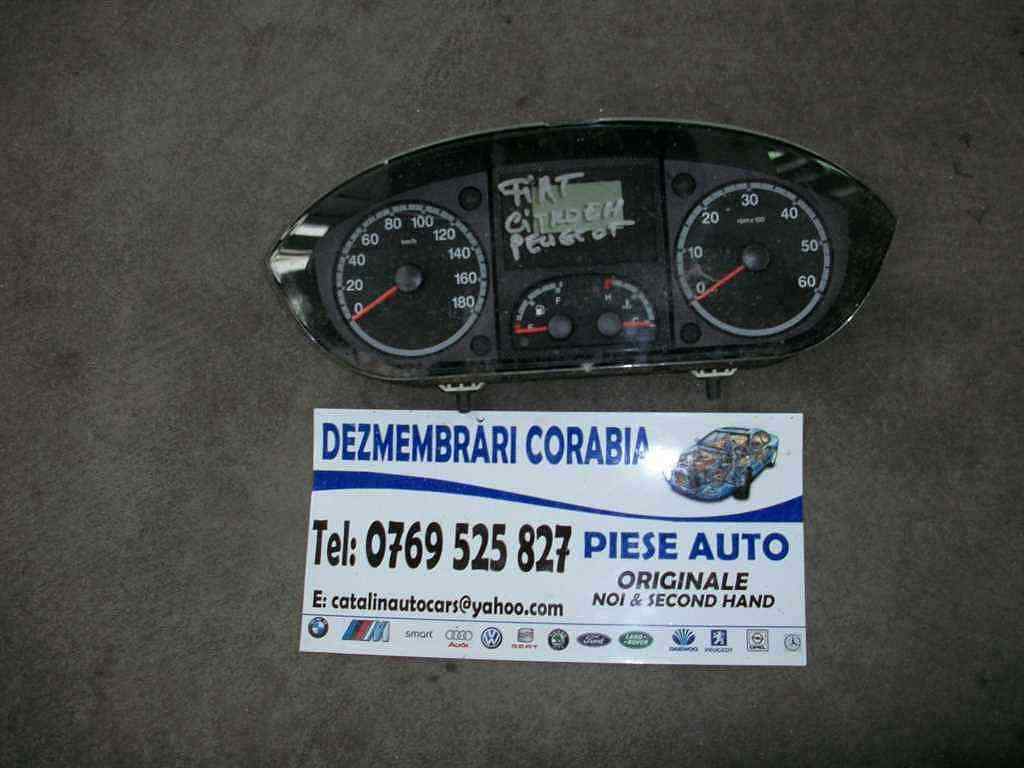 80 100
60 km/h 120
40 140
20 160
0 180
FiAT
CiTROEN
PEUGEOT
E F
H C
30
20 rpm x 100 40
10 50
0 60
DEZMEMBRĂRI CORABIA
Tel: 0769 525 827
PIESE AUTO
ORIGINALE
NOI & SECOND HAND
E: catalinautocars@yahoo.com
M smart Audi SEAT Ford LAND ROVER DAEWOO PEUGEOT OPEL